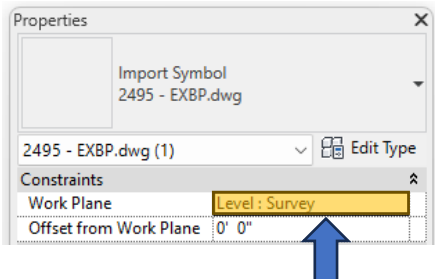 Properties
Import Symbol
2495 - EXBP.dwg
2495 - EXBP.dwg (1)
Edit Type
Constraints
Work Plane Level : Survey
Offset from Work Plane 0' 0"